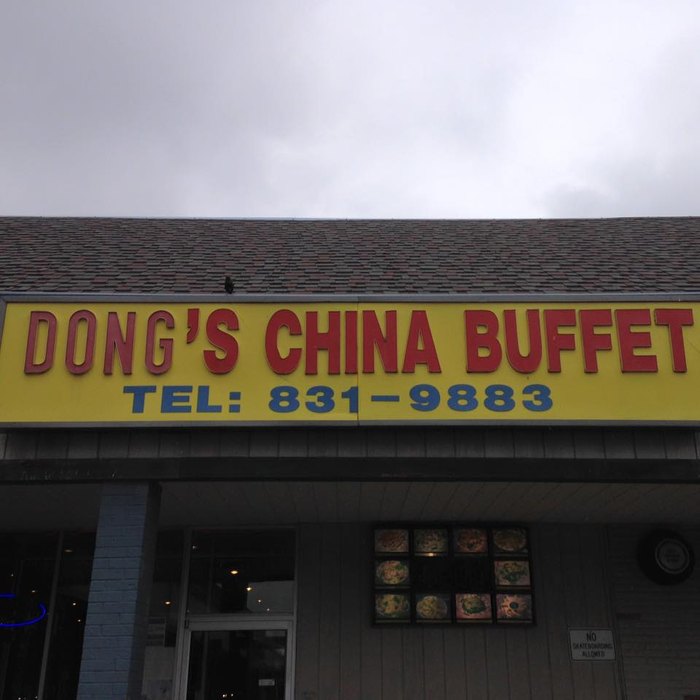 DONG'S CHINA BUFFET
TEL: 831-9883
NO
SKATEBOARDING
ALLOWED